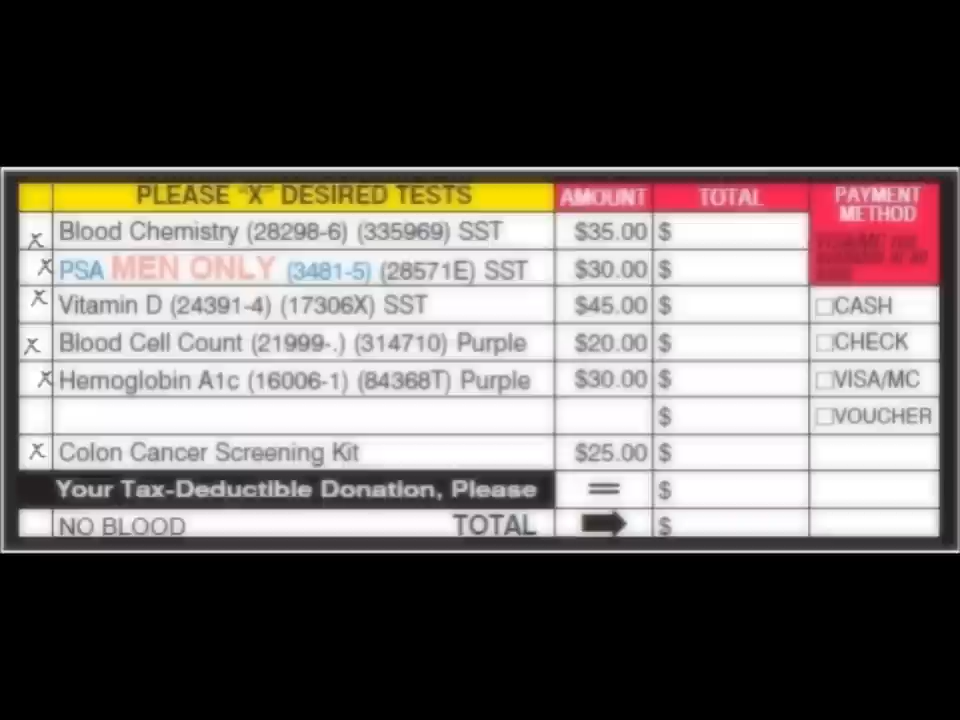 PLEASE "X" DESIRED TESTS AMOUNT TOTAL PAYMENT METHOD
X Blood Chemistry (28298-6) (335969) SST $35.00 $
X PSA MEN ONLY (3481-5) (28571E) SST $30.00 $
X Vitamin D (24391-4) (17306X) SST $45.00 $ CASH
X Blood Cell Count (21999-.) (314710) Purple $20.00 $ CHECK
X Hemoglobin A1c (16006-1) (84368T) Purple $30.00 $ VISA/MC
$ VOUCHER
X Colon Cancer Screening Kit $25.00 $
Your Tax-Deductible Donation, Please = $
NO BLOOD TOTAL $